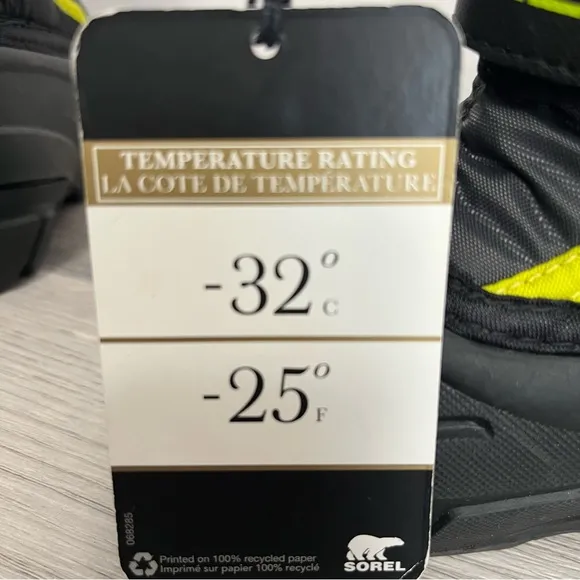 TEMPERATURE RATING
LA COTE DE TEMPÉRATURE
-32° C
-25° F
068285
Printed on 100% recycled paper
Imprimé sur papier 100% recyclé
SOREL